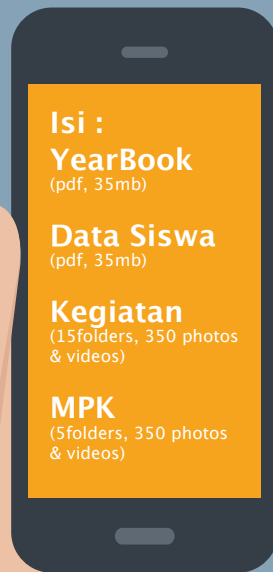 Isi :
YearBook
(pdf, 35mb)
Data Siswa
(pdf, 35mb)
Kegiatan
(15folders, 350 photos
& videos)
MPK
(5folders, 350 photos
& videos)